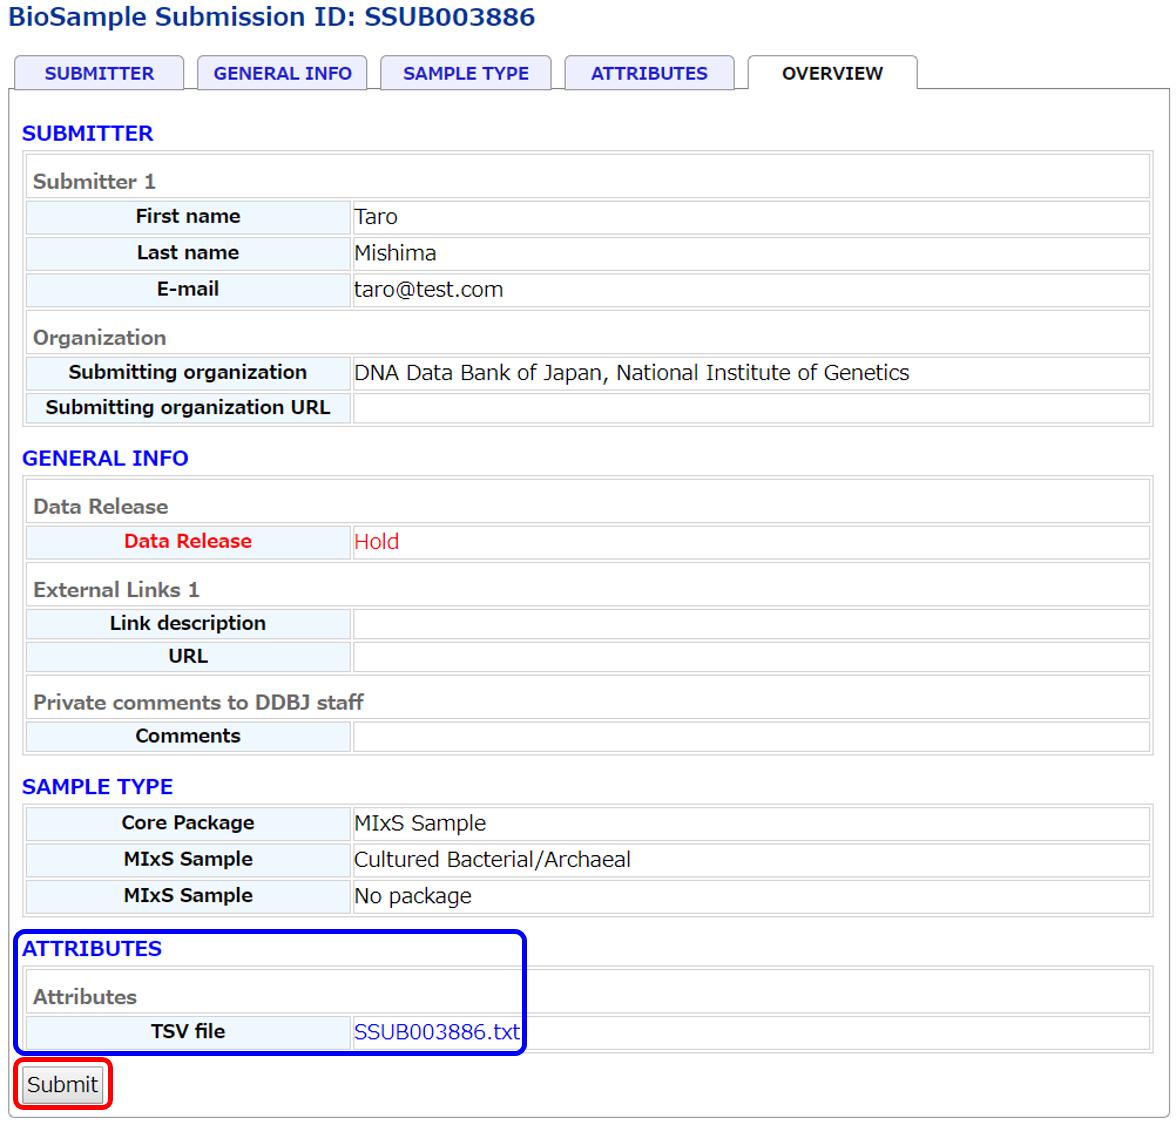 BioSample Submission ID: SSUB003886
SUBMITTER GENERAL INFO SAMPLE TYPE ATTRIBUTES OVERVIEW
SUBMITTER
Submitter 1
First name Taro
Last name Mishima
E-mail taro@test.com
Organization
Submitting organization DNA Data Bank of Japan, National Institute of Genetics
Submitting organization URL
GENERAL INFO
Data Release
Data Release Hold
External Links 1
Link description
URL
Private comments to DDBJ staff
Comments
SAMPLE TYPE
Core Package MIxS Sample
MIxS Sample Cultured Bacterial/Archaeal
MIxS Sample No package
ATTRIBUTES
Attributes
TSV file SSUB003886.txt
Submit